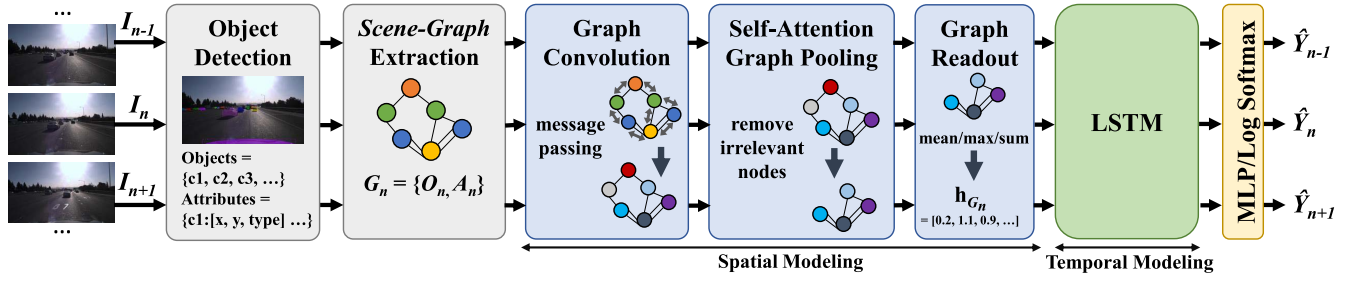 ...
I_{n-1}
I_n
I_{n+1}
...
Object
Detection
Objects =
{c1, c2, c3, …}
Attributes =
{c1:[x, y, type] …}
Scene-Graph
Extraction
G_n = {O_n, A_n}
Graph
Convolution
message
passing
Self-Attention
Graph Pooling
remove
irrelevant
nodes
Graph
Readout
mean/max/sum
h_{G_n}
= [0.2, 1.1, 0.9, …]
Spatial Modeling
LSTM
Temporal Modeling
MLP/Log Softmax
Ŷ_{n-1}
Ŷ_n
Ŷ_{n+1}